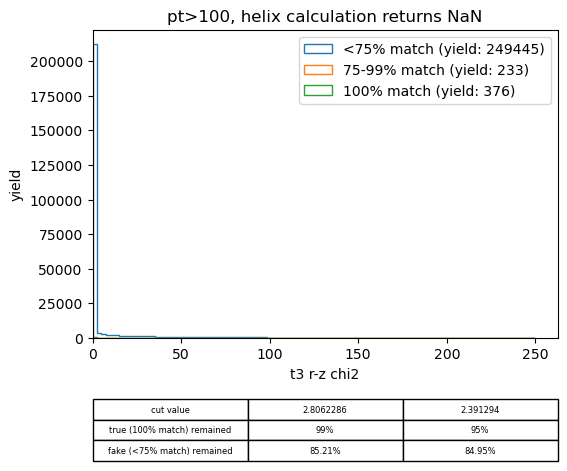 pt>100, helix calculation returns NaN
<75% match (yield: 249445)
75-99% match (yield: 233)
100% match (yield: 376)
yield
200000
175000
150000
125000
100000
75000
50000
25000
0
0 50 100 150 200 250
t3 r-z chi2
cut value 2.8062286 2.391294
true (100% match) remained 99% 95%
fake (<75% match) remained 85.21% 84.95%